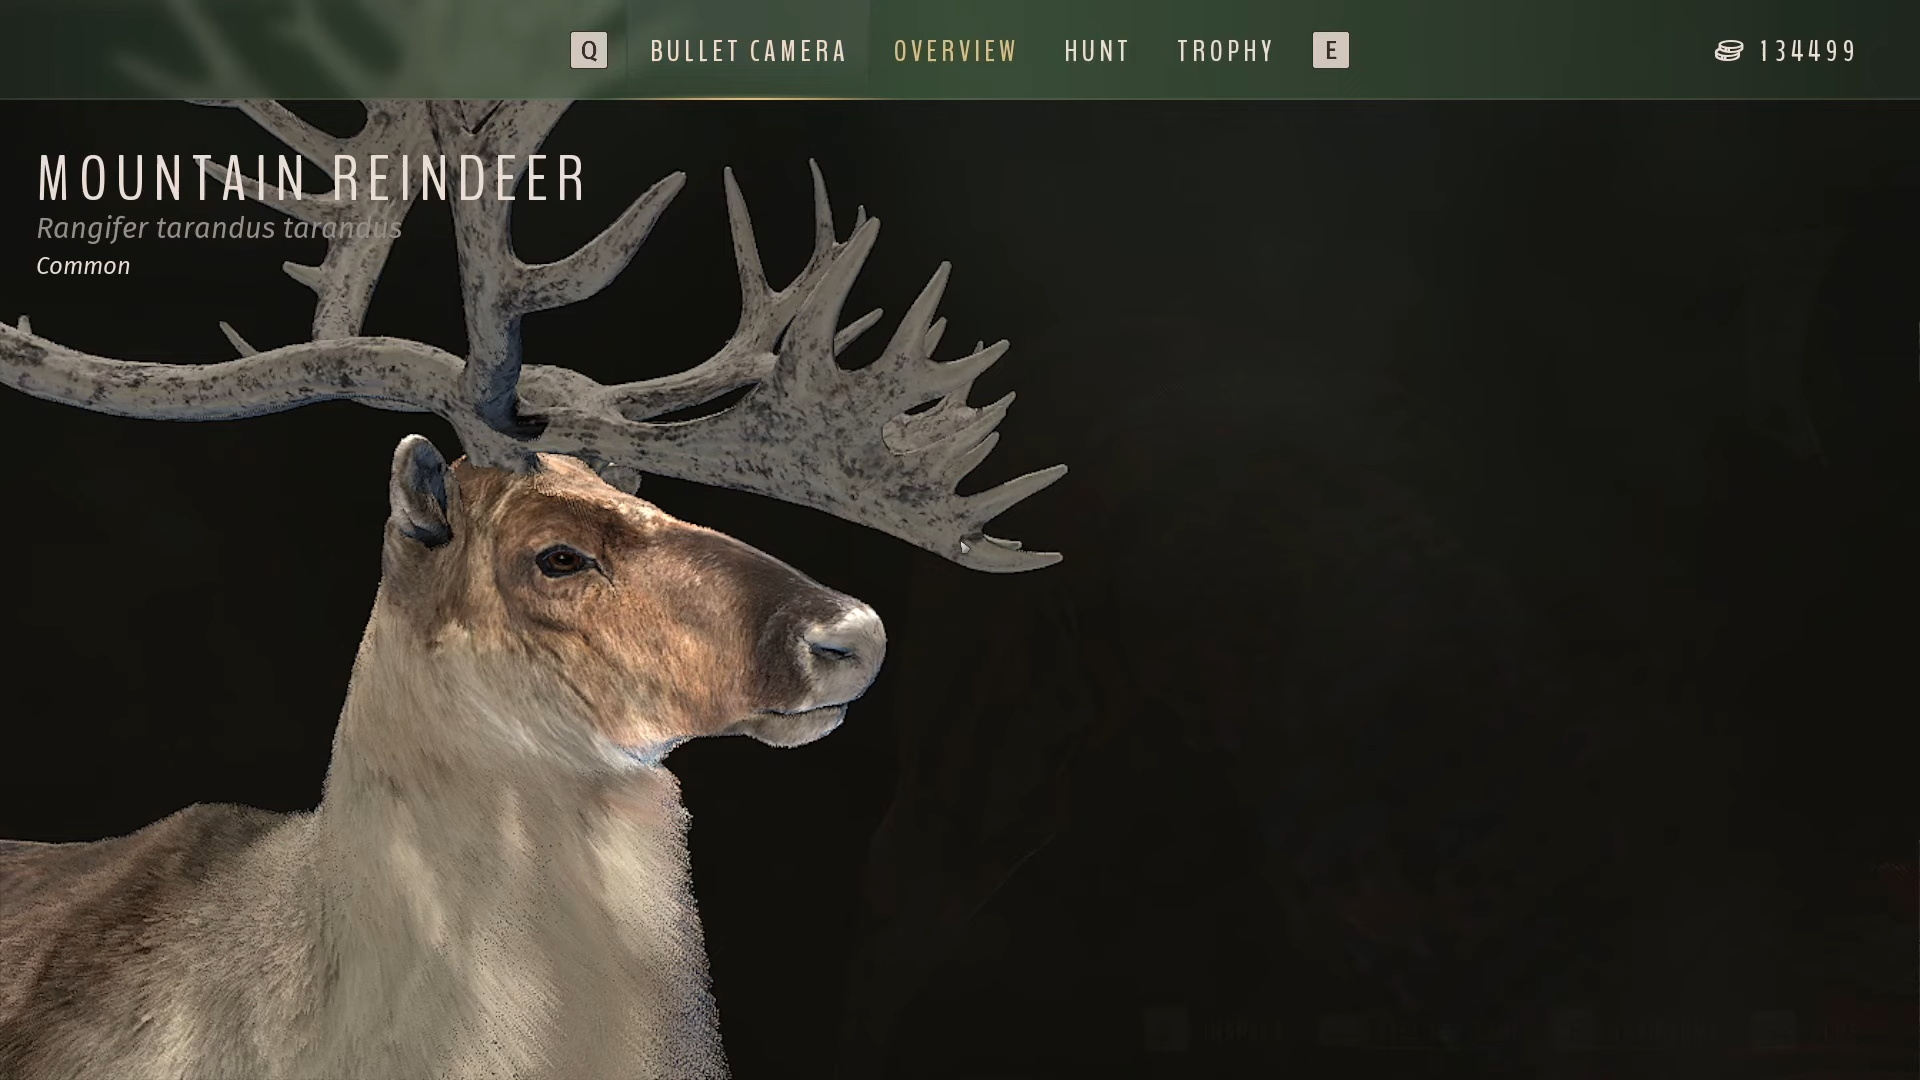 Q BULLET CAMERA OVERVIEW HUNT TROPHY E 134499
MOUNTAIN REINDEER
Rangifer tarandus tarandus
Common